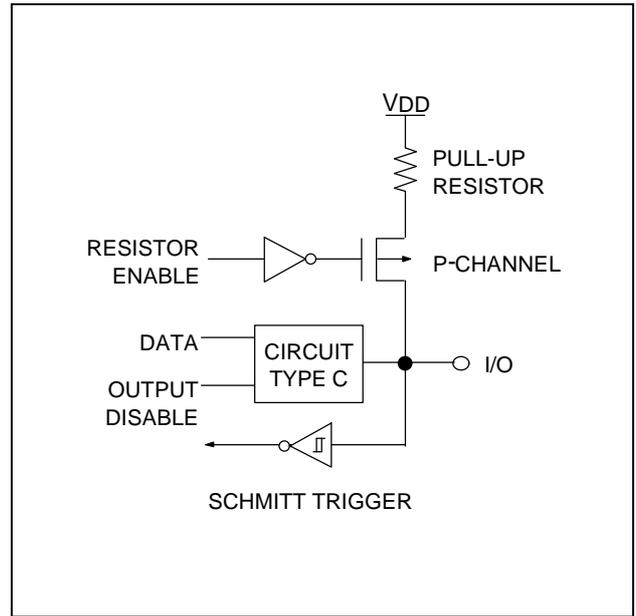 VDD
PULL-UP
RESISTOR
RESISTOR
ENABLE
P-CHANNEL
DATA
CIRCUIT
TYPE C
I/O
OUTPUT
DISABLE
SCHMITT TRIGGER